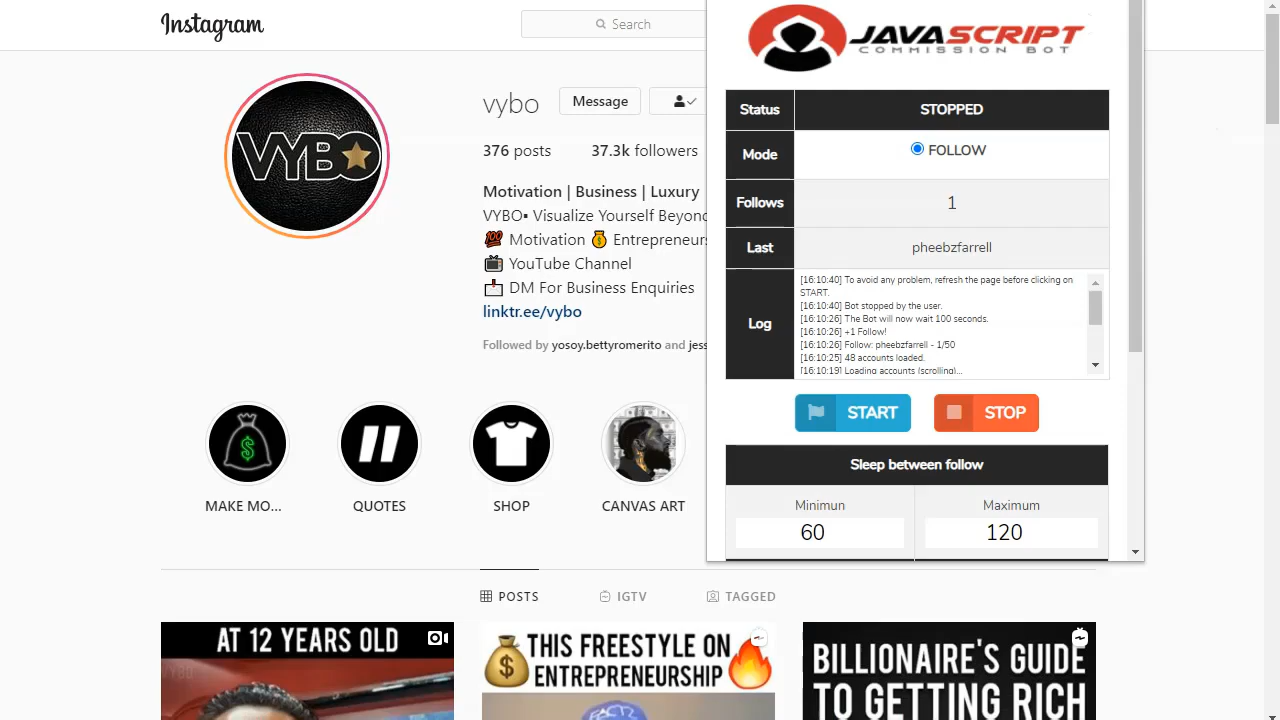 Instagram
Search
VYBO
vybo
Message
376 posts 37.3k followers
Motivation | Business | Luxury
VYBO▪ Visualize Yourself Beyond
💯 Motivation 💰 Entrepreneurs
📺 YouTube Channel
📩 DM For Business Enquiries
linktr.ee/vybo
Followed by yosoy.bettyromerito and jess
MAKE MO...
QUOTES
SHOP
CANVAS ART
POSTS
IGTV
TAGGED
AT 12 YEARS OLD
THIS FREESTYLE ON
ENTREPRENEURSHIP
FACTZ
BILLIONAIRE'S GUIDE
TO GETTING RICH
JAVASCRIPT
COMMISSION BOT
Status STOPPED
Mode FOLLOW
Follows 1
Last pheebzfarrell
Log
[16:10:40] To avoid any problem, refresh the page before clicking on
START.
[16:10:40] Bot stopped by the user.
[16:10:26] The Bot will now wait 100 seconds.
[16:10:26] +1 Follow!
[16:10:26] Follow: pheebzfarrell - 1/50
[16:10:25] 48 accounts loaded.
[16:10:19] Loading accounts (scrolling)...
START
STOP
Sleep between follow
Minimun Maximum
60 120